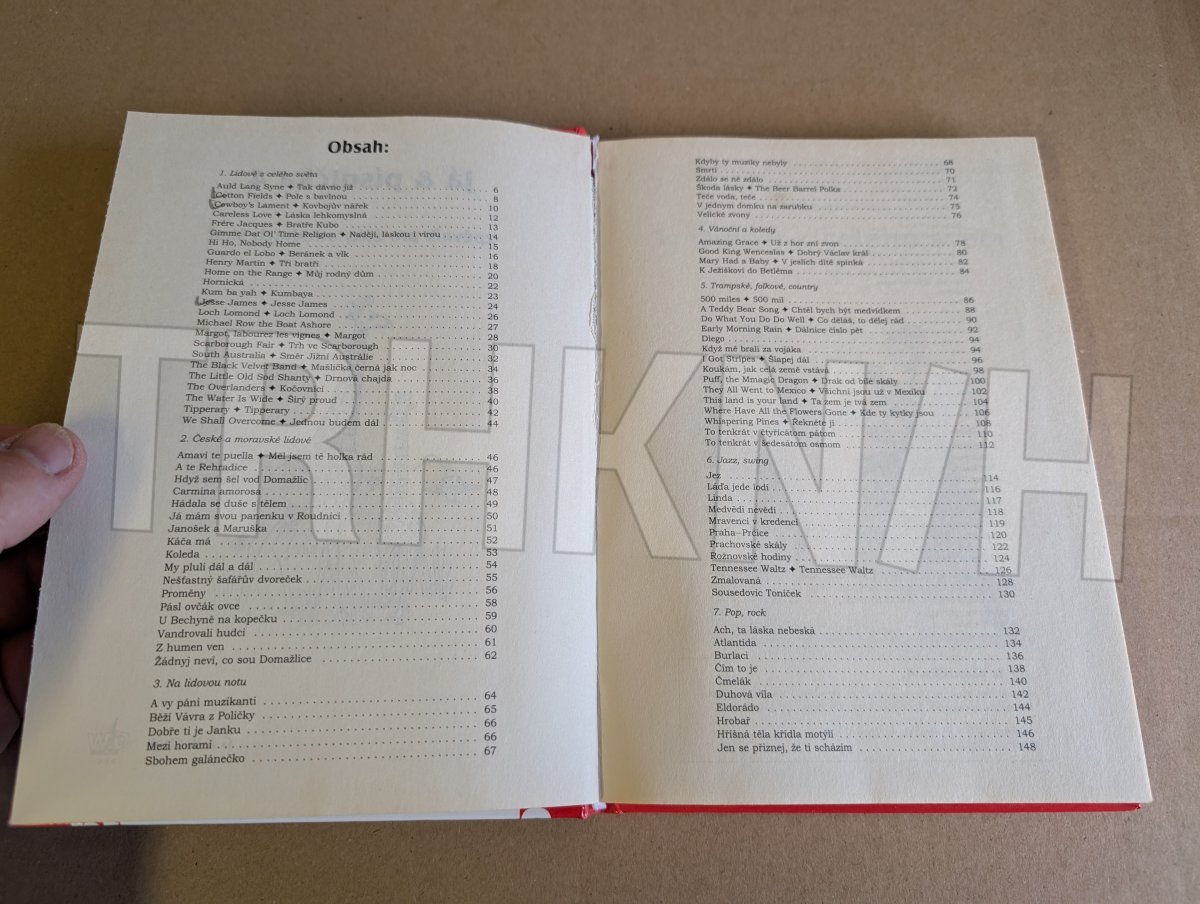 Obsah:
1. Lidové z celého světa
Auld Lang Syne ✦ Tak dávno již 6
Cotton Fields ✦ Pole s bavlnou 8
Cowboy's Lament ✦ Kovbojův nářek 10
Careless Love ✦ Láska lehkomyslná 12
Frére Jacques ✦ Bratře Kubo 13
Gimme Dat Ol' Time Religion ✦ Naději, láskou i vírou 14
Hi Ho, Nobody Home 15
Guardo el Lobo ✦ Beránek a vlk 16
Henry Martin ✦ Tři bratři 18
Home on the Range ✦ Můj rodný dům 20
Hornická 22
Kum ba yah ✦ Kumbaya 23
Jesse James ✦ Jesse James 24
Loch Lomond ✦ Loch Lomond 26
Michael Row the Boat Ashore 27
Margot, labourez les vignes ✦ Margot 28
Scarborough Fair ✦ Trh ve Scarborough 30
South Australia ✦ Směr Jižní Austrálie 32
The Black Velvet Band ✦ Mašlička černá jak noc 34
The Little Old Sod Shanty ✦ Drnová chajda 36
The Overlanders ✦ Kočovníci 38
The Water Is Wide ✦ Širý proud 40
Tipperary ✦ Tipperary 42
We Shall Overcome ✦ Jednou budem dál 44
2. České a moravské lidové
Amavi te puella ✦ Měl jsem tě holka rád 46
A te Rehradice 46
Když sem šel vod Domažlic 47
Carmina amorosa 48
Hádala se duše s tělem 49
Já mám svou panenku v Roudnici 50
Janošek a Maruška 51
Káča má 52
Koleda 53
My pluli dál a dál 54
Nešťastný šafářův dvoreček 55
Proměny 56
Pásl ovčák ovce 58
U Bechyně na kopečku 59
Vandrovali hudci 60
Z humen ven 61
Žádnyj neví, co sou Domažlice 62
3. Na lidovou notu
A vy páni muzikanti 64
Běží Vávra z Poličky 65
Dobře ti je Janku 66
Mezi horami 66
Sbohem galánečko 67
Kdyby ty muziky nebyly 68
Smrti 70
Zdálo se ně zdálo 71
Škoda lásky ✦ The Beer Barrel Polka 72
Teče voda, teče 74
V jednym domku na zarubku 75
Velické zvony 76
4. Vánoční a koledy
Amazing Grace ✦ Už z hor zní zvon 78
Good King Wenceslas ✦ Dobrý Václav král 80
Mary Had a Baby ✦ V jeslích dítě spinká 82
K Ježíškovi do Betléma 84
5. Trampské, folkové, country
500 miles ✦ 500 mil 86
A Teddy Bear Song ✦ Chtěl bych být medvídkem 88
Do What You Do Do Well ✦ Co děláš, to dělej rád 90
Early Morning Rain ✦ Dálnice číslo pět 92
Diego 94
Když mě brali za vojáka 94
I Got Stripes ✦ Šlapej dál 96
Koukám, jak celá země vstává 98
Puff, the Mmagic Dragon ✦ Drak od bílé skály 100
They All Went to Mexico ✦ Všichni jsou už v Mexiku 102
This land is your land ✦ Ta zem je tvá zem 104
Where Have All the Flowers Gone ✦ Kde ty kytky jsou 106
Whispering Pines ✦ Řekněte jí 108
To tenkrát v čtyřicátom pátom 110
To tenkrát v šedesátom osmom 112
6. Jazz, swing
Jez 114
Láďa jede lodí 116
Linda 117
Medvědi nevědí 118
Mravenci v kredenci 119
Praha–Prčice 120
Prachovské skály 122
Rožnovské hodiny 124
Tennessee Waltz ✦ Tennessee Waltz 126
Zmalovaná 128
Sousedovic Toniček 130
7. Pop, rock
Ach, ta láska nebeská 132
Atlantida 134
Burlaci 136
Čím to je 138
Čmelák 140
Duhová víla 142
Eldorádo 144
Hrobař 145
Hříšná těla křídla motýlí 146
Jen se přiznej, že ti scházím 148
TRHKNIH